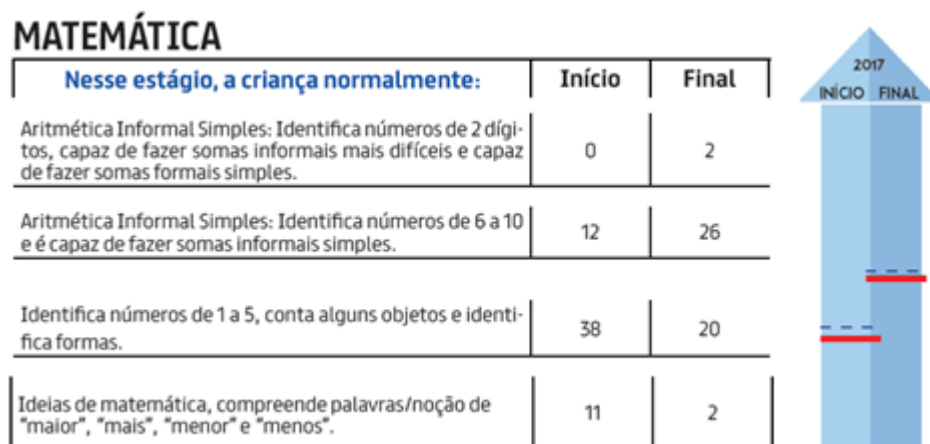 MATEMÁTICA
Nesse estágio, a criança normalmente: Início Final
2017
INÍCIO FINAL
Aritmética Informal Simples: Identifica números de 2 dígi-
tos, capaz de fazer somas informais mais difíceis e capaz
de fazer somas formais simples.
0 2
Aritmética Informal Simples: Identifica números de 6 a 10
e é capaz de fazer somas informais simples.
12 26
Identifica números de 1 a 5, conta alguns objetos e identi-
fica formas.
38 20
Ideias de matemática, compreende palavras/noção de
"maior", "mais", "menor" e "menos".
11 2